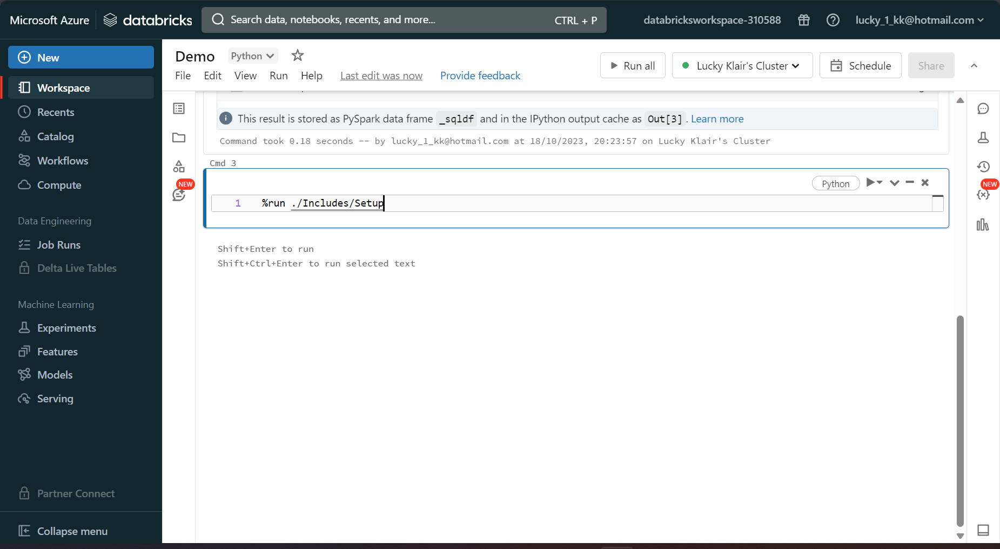 Microsoft Azure
databricks
Search data, notebooks, recents, and more...
CTRL + P
databricksworkspace-310588
lucky_1_kk@hotmail.com
New
Workspace
Recents
Catalog
Workflows
Compute
Data Engineering
Job Runs
Delta Live Tables
Machine Learning
Experiments
Features
Models
Serving
Partner Connect
Collapse menu
Demo
Python
File Edit View Run Help Last edit was now Provide feedback
Run all
Lucky Klair's Cluster
Schedule
Share
NEW
This result is stored as PySpark data frame _sqldf and in the IPython output cache as Out[3] . Learn more
Command took 0.18 seconds -- by lucky_1_kk@hotmail.com at 18/10/2023, 20:23:57 on Lucky Klair's Cluster
Cmd 3
Python
1 %run ./Includes/Setup
Shift+Enter to run
Shift+Ctrl+Enter to run selected text
NEW